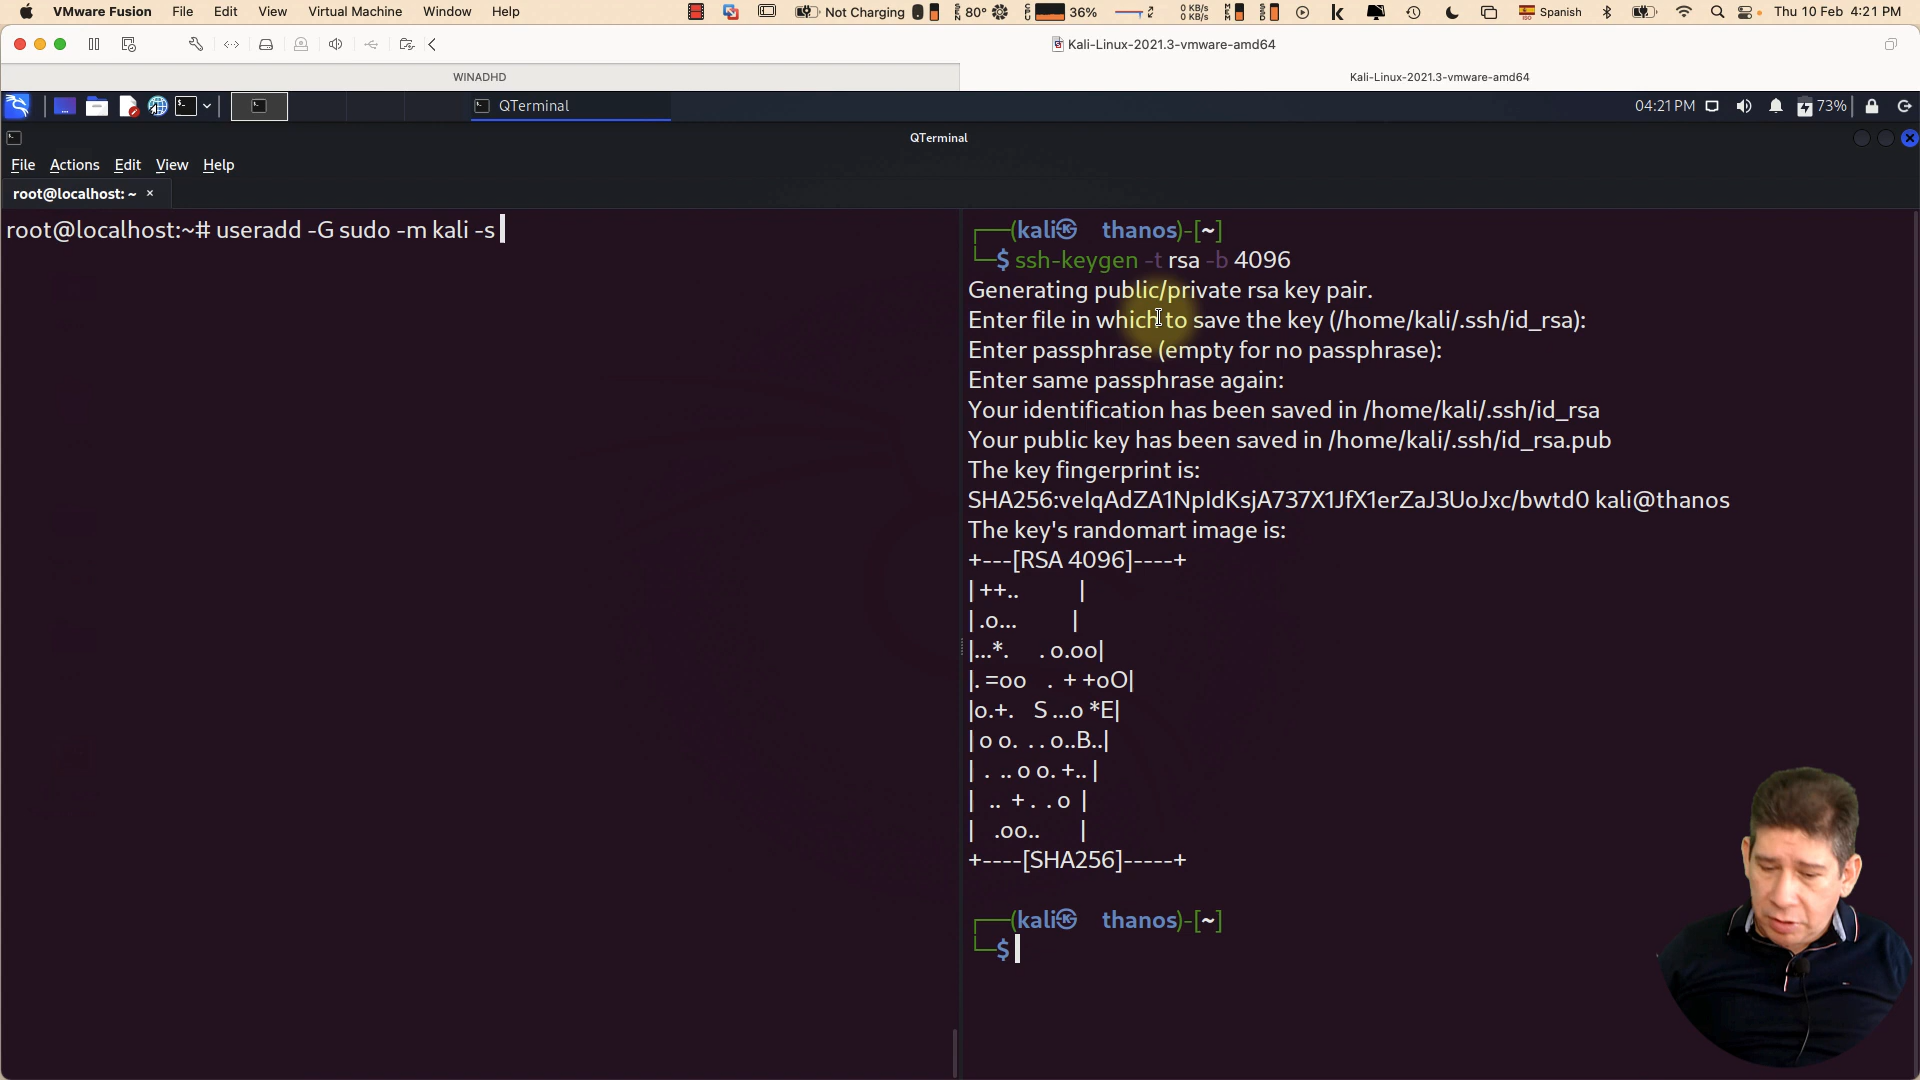 VMware Fusion File Edit View Virtual Machine Window Help Not Charging 80° 36% 0 KB/s 0 KB/s Spanish Thu 10 Feb 4:21 PM
Kali-Linux-2021.3-vmware-amd64
WINADHD
Kali-Linux-2021.3-vmware-amd64
QTerminal
04:21 PM
73%
QTerminal
File Actions Edit View Help
root@localhost: ~ ×
root@localhost:~# useradd -G sudo -m kali -s
(kali thanos)-[~]
$ ssh-keygen -t rsa -b 4096
Generating public/private rsa key pair.
Enter file in which to save the key (/home/kali/.ssh/id_rsa):
Enter passphrase (empty for no passphrase):
Enter same passphrase again:
Your identification has been saved in /home/kali/.ssh/id_rsa
Your public key has been saved in /home/kali/.ssh/id_rsa.pub
The key fingerprint is:
SHA256:veIqAdZA1NpIdKsjA737X1JfX1erZaJ3UoJxc/bwtd0 kali@thanos
The key's randomart image is:
+---[RSA 4096]----+
| ++.. |
| .o... |
|...*. . o.oo|
|. =oo . + +oO|
|o.+. S ...o *E|
| o o. . . o..B..|
| . .. o o. +.. |
| .. + . . o |
| .oo.. |
+----[SHA256]-----+
(kali thanos)-[~]
$